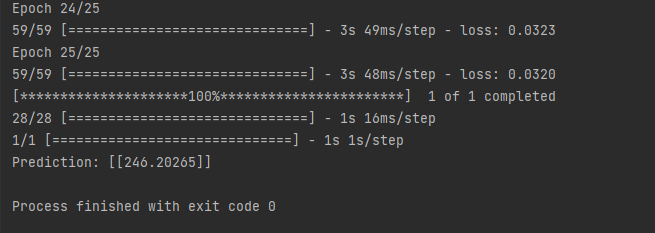 Epoch 24/25
59/59 [==============================] - 3s 49ms/step - loss: 0.0323
Epoch 25/25
59/59 [==============================] - 3s 48ms/step - loss: 0.0320
[*********************100%***********************]  1 of 1 completed
28/28 [==============================] - 1s 16ms/step
1/1 [==============================] - 1s 1s/step
Prediction: [[246.20265]]
Process finished with exit code 0